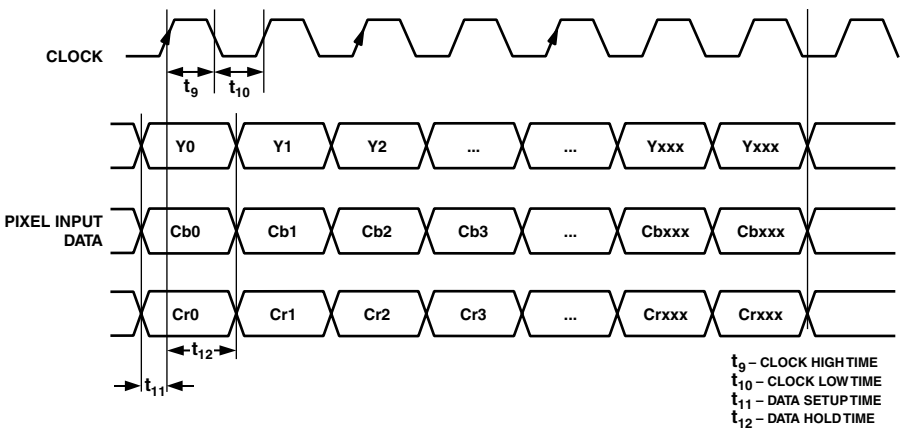 CLOCK
t9
t10
Y0 Y1 Y2 ... ... Yxxx Yxxx
PIXEL INPUT
DATA
Cb0 Cb1 Cb2 Cb3 ... Cbxxx Cbxxx
Cr0 Cr1 Cr2 Cr3 ... Crxxx Crxxx
t12
t11
t9 – CLOCK HIGH TIME
t10 – CLOCK LOW TIME
t11 – DATA SETUP TIME
t12 – DATA HOLD TIME